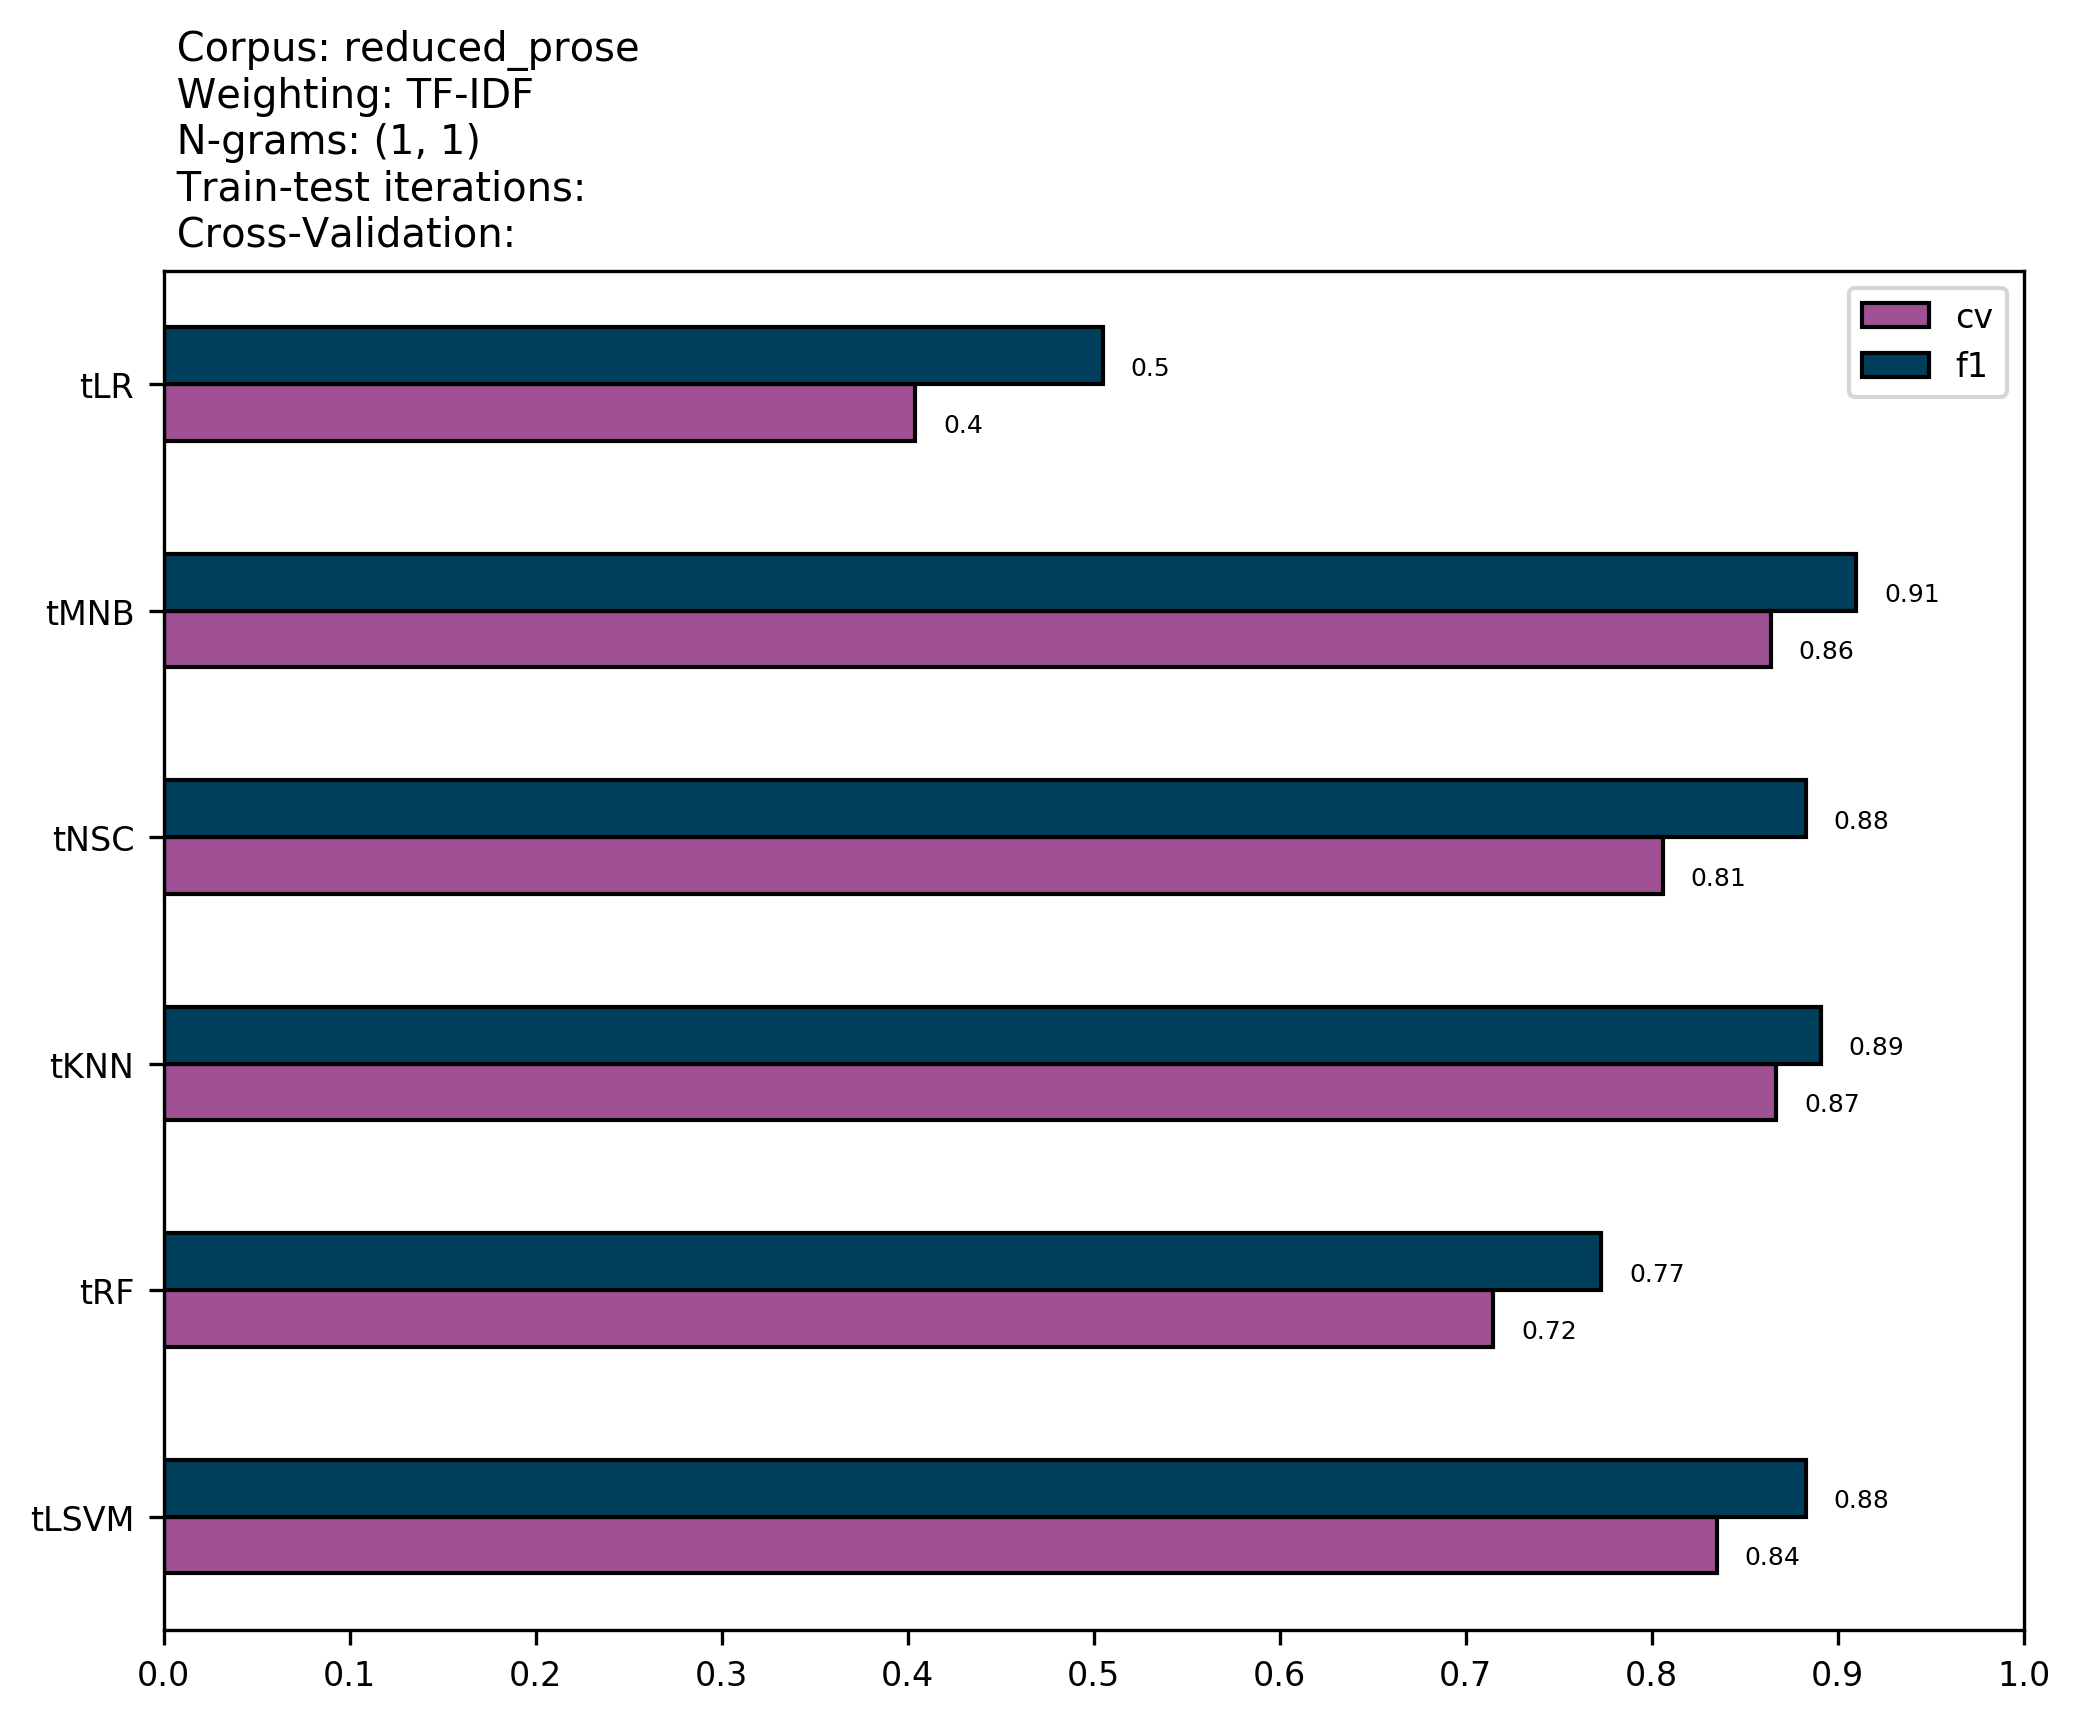 Corpus: reduced_prose
Weighting: TF-IDF
N-grams: (1, 1)
Train-test iterations:
Cross-Validation:
cv
f1
tLR
0.5
0.4
tMNB
0.91
0.86
tNSC
0.88
0.81
tKNN
0.89
0.87
tRF
0.77
0.72
tLSVM
0.88
0.84
0.0 0.1 0.2 0.3 0.4 0.5 0.6 0.7 0.8 0.9 1.0